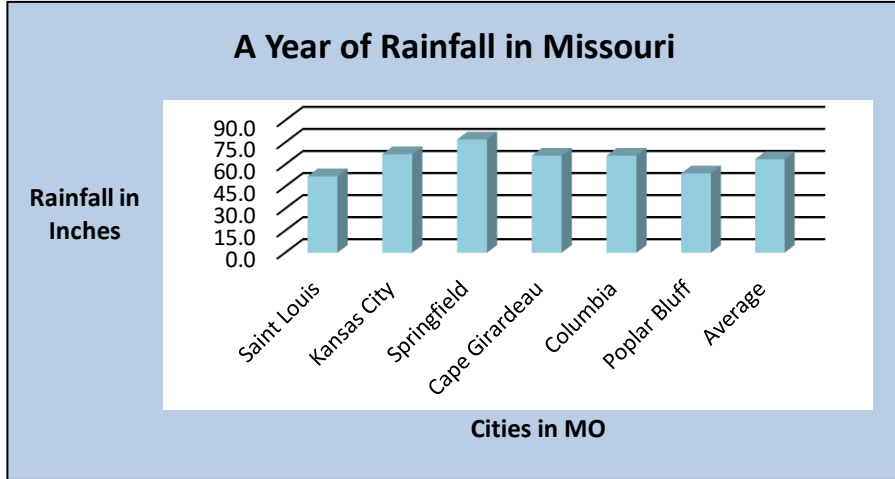 A Year of Rainfall in Missouri
90.0
75.0
60.0
45.0
30.0
15.0
0.0
Rainfall in
Inches
Saint Louis
Kansas City
Springfield
Cape Girardeau
Columbia
Poplar Bluff
Average
Cities in MO